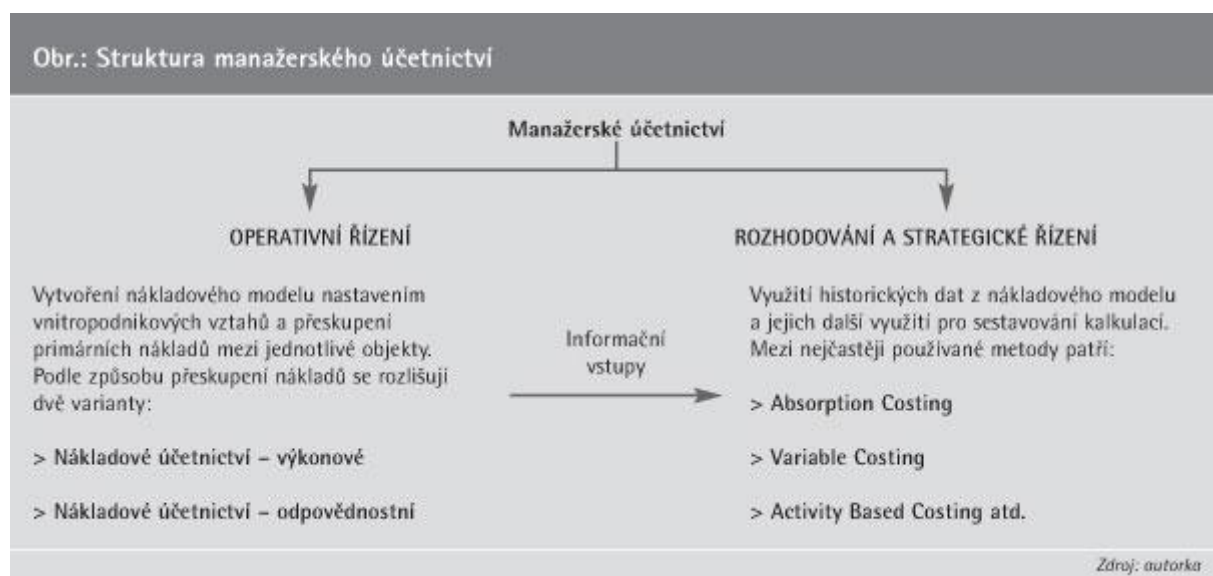 Obr.: Struktura manažerského účetnictví
Manažerské účetnictví
OPERATIVNÍ ŘÍZENÍ
Vytvoření nákladového modelu nastavením
vnitropodnikových vztahů a přeskupení
primárních nákladů mezi jednotlivé objekty.
Podle způsobu přeskupení nákladů se rozlišují
dvě varianty:
> Nákladové účetnictví – výkonové
> Nákladové účetnictví – odpovědnostní
Informační
vstupy
ROZHODOVÁNÍ A STRATEGICKÉ ŘÍZENÍ
Využití historických dat z nákladového modelu
a jejich další využití pro sestavování kalkulací.
Mezi nejčastěji používané metody patří:
> Absorption Costing
> Variable Costing
> Activity Based Costing atd.
Zdroj: autorka